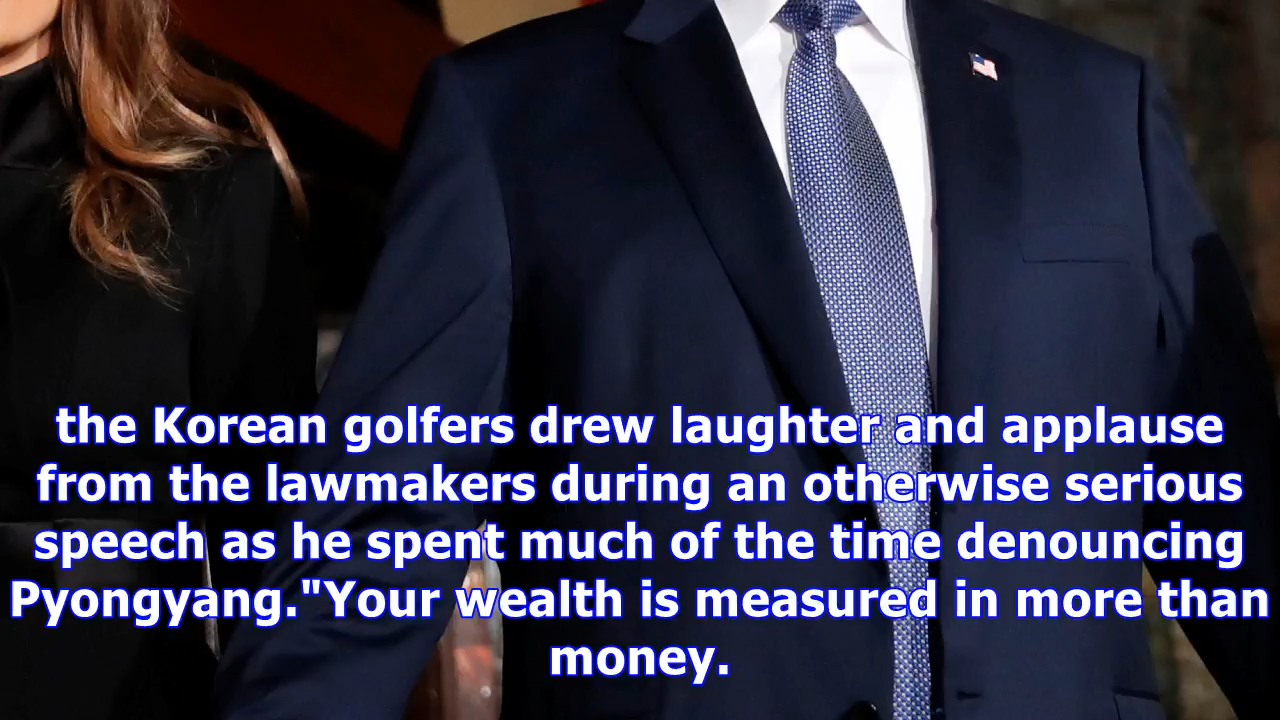 the Korean golfers drew laughter and applause
from the lawmakers during an otherwise serious
speech as he spent much of the time denouncing
Pyongyang."Your wealth is measured in more than
money.